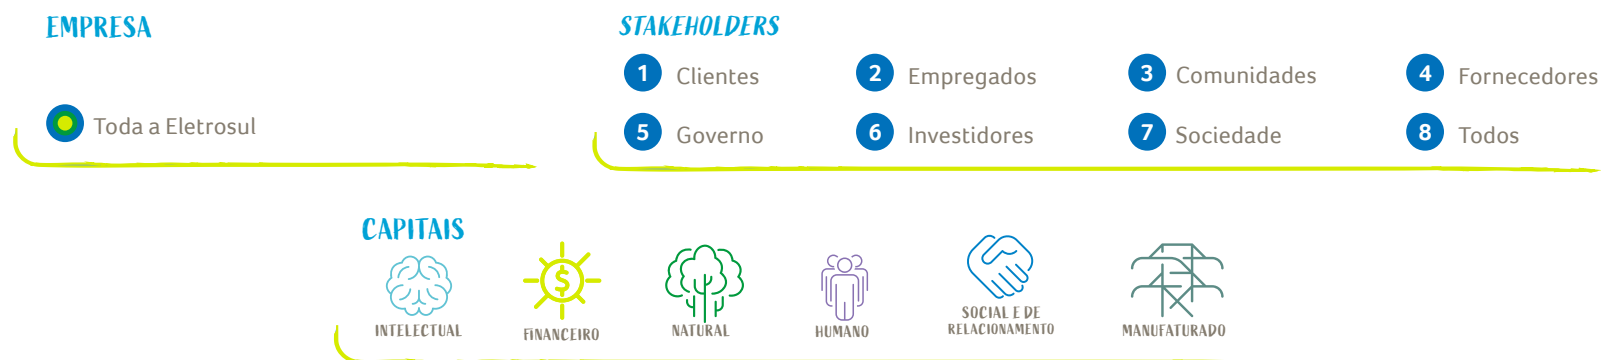 EMPRESA
Toda a Eletrosul
STAKEHOLDERS
1 Clientes
2 Empregados
3 Comunidades
4 Fornecedores
5 Governo
6 Investidores
7 Sociedade
8 Todos
CAPITAIS
$
INTELECTUAL
FINANCEIRO
NATURAL
HUMANO
SOCIAL E DE
RELACIONAMENTO
MANUFATURADO